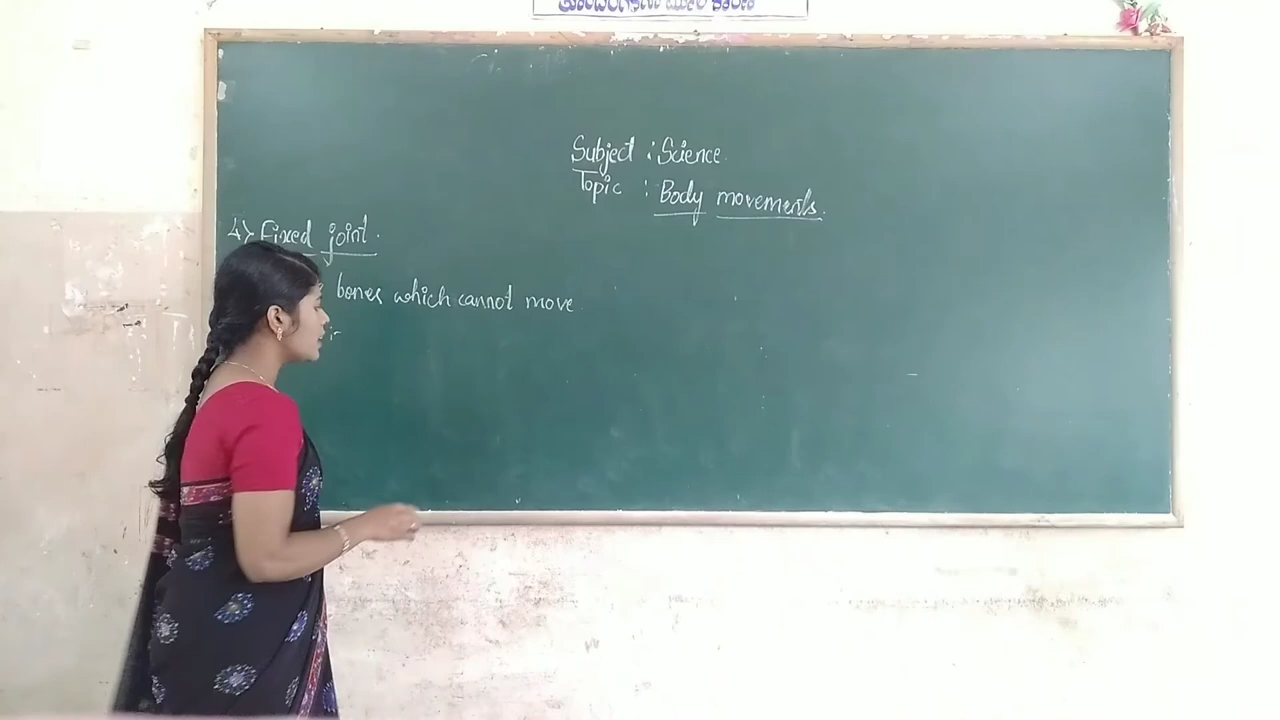 Subject : Science.
Topic : Body movements.
4) Fixed joint.
bones which cannot move